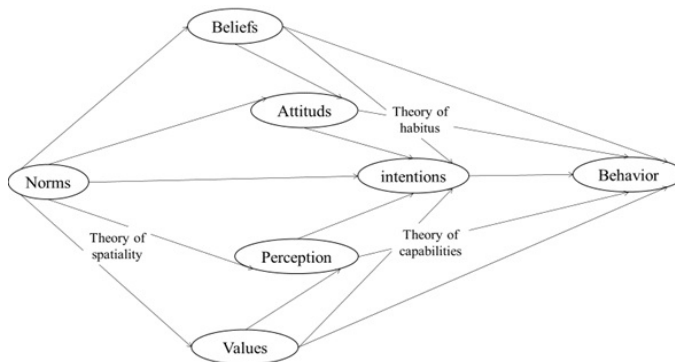 Beliefs
Attituds
Theory of
habitus
Norms
intentions
Behavior
Theory of
spatiality
Perception
Theory of
capabilities
Values